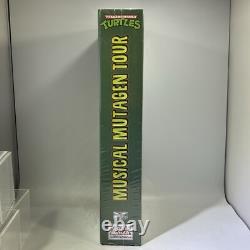 TEENAGE MUTANT NINJA
TURTLES
MUSICAL MUTAGEN TOUR